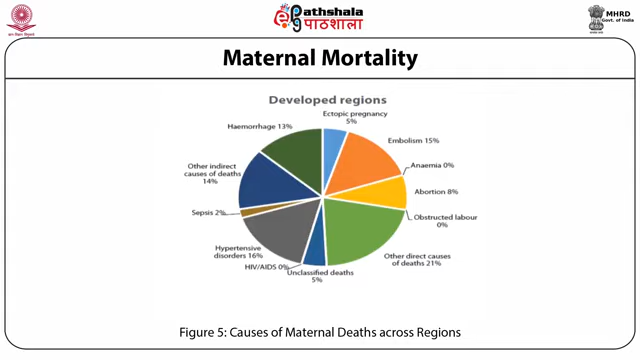 Pathshala
पाठशाला
MHRD
Govt. of India
Maternal Mortality
Developed regions
Ectopic pregnancy
5%
Embolism 15%
Anaemia 0%
Abortion 8%
Obstructed labour
0%
Other direct causes
of deaths 21%
Unclassified deaths
5%
HIV/AIDS 0%
Hypertensive
disorders 16%
Sepsis 2%
Other indirect
causes of deaths
14%
Haemorrhage 13%
Figure 5: Causes of Maternal Deaths across Regions